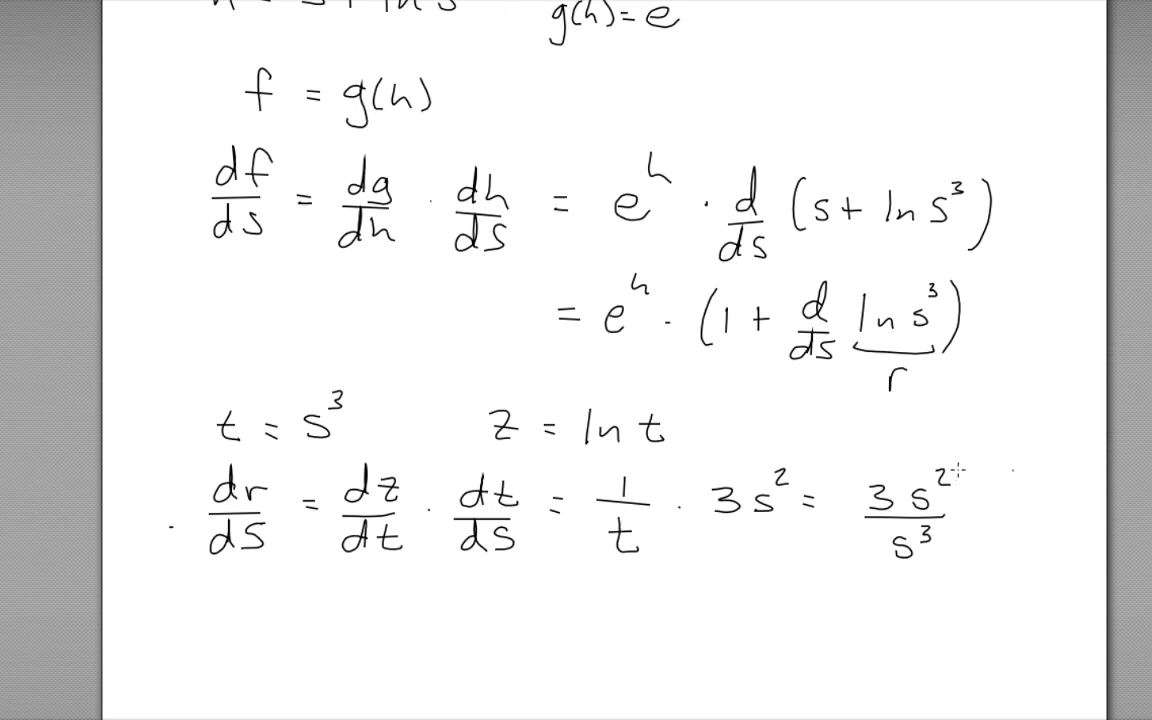 g(h) = e
f = g(h)
df/ds = dg/dh · dh/ds = e^h · d/ds (s + ln s^3)
= e^h · (1 + d/ds ln s^3)
r
t = s^3 z = ln t
dr/ds = dz/dt · dt/ds = 1/t · 3s^2 = 3s^2/s^3